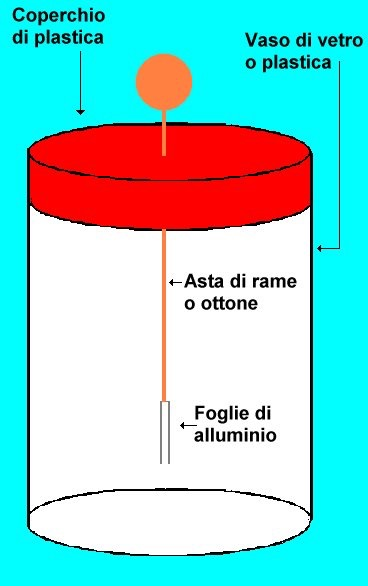 Coperchio
di plastica
Vaso di vetro
o plastica
Asta di rame
o ottone
Foglie di
alluminio